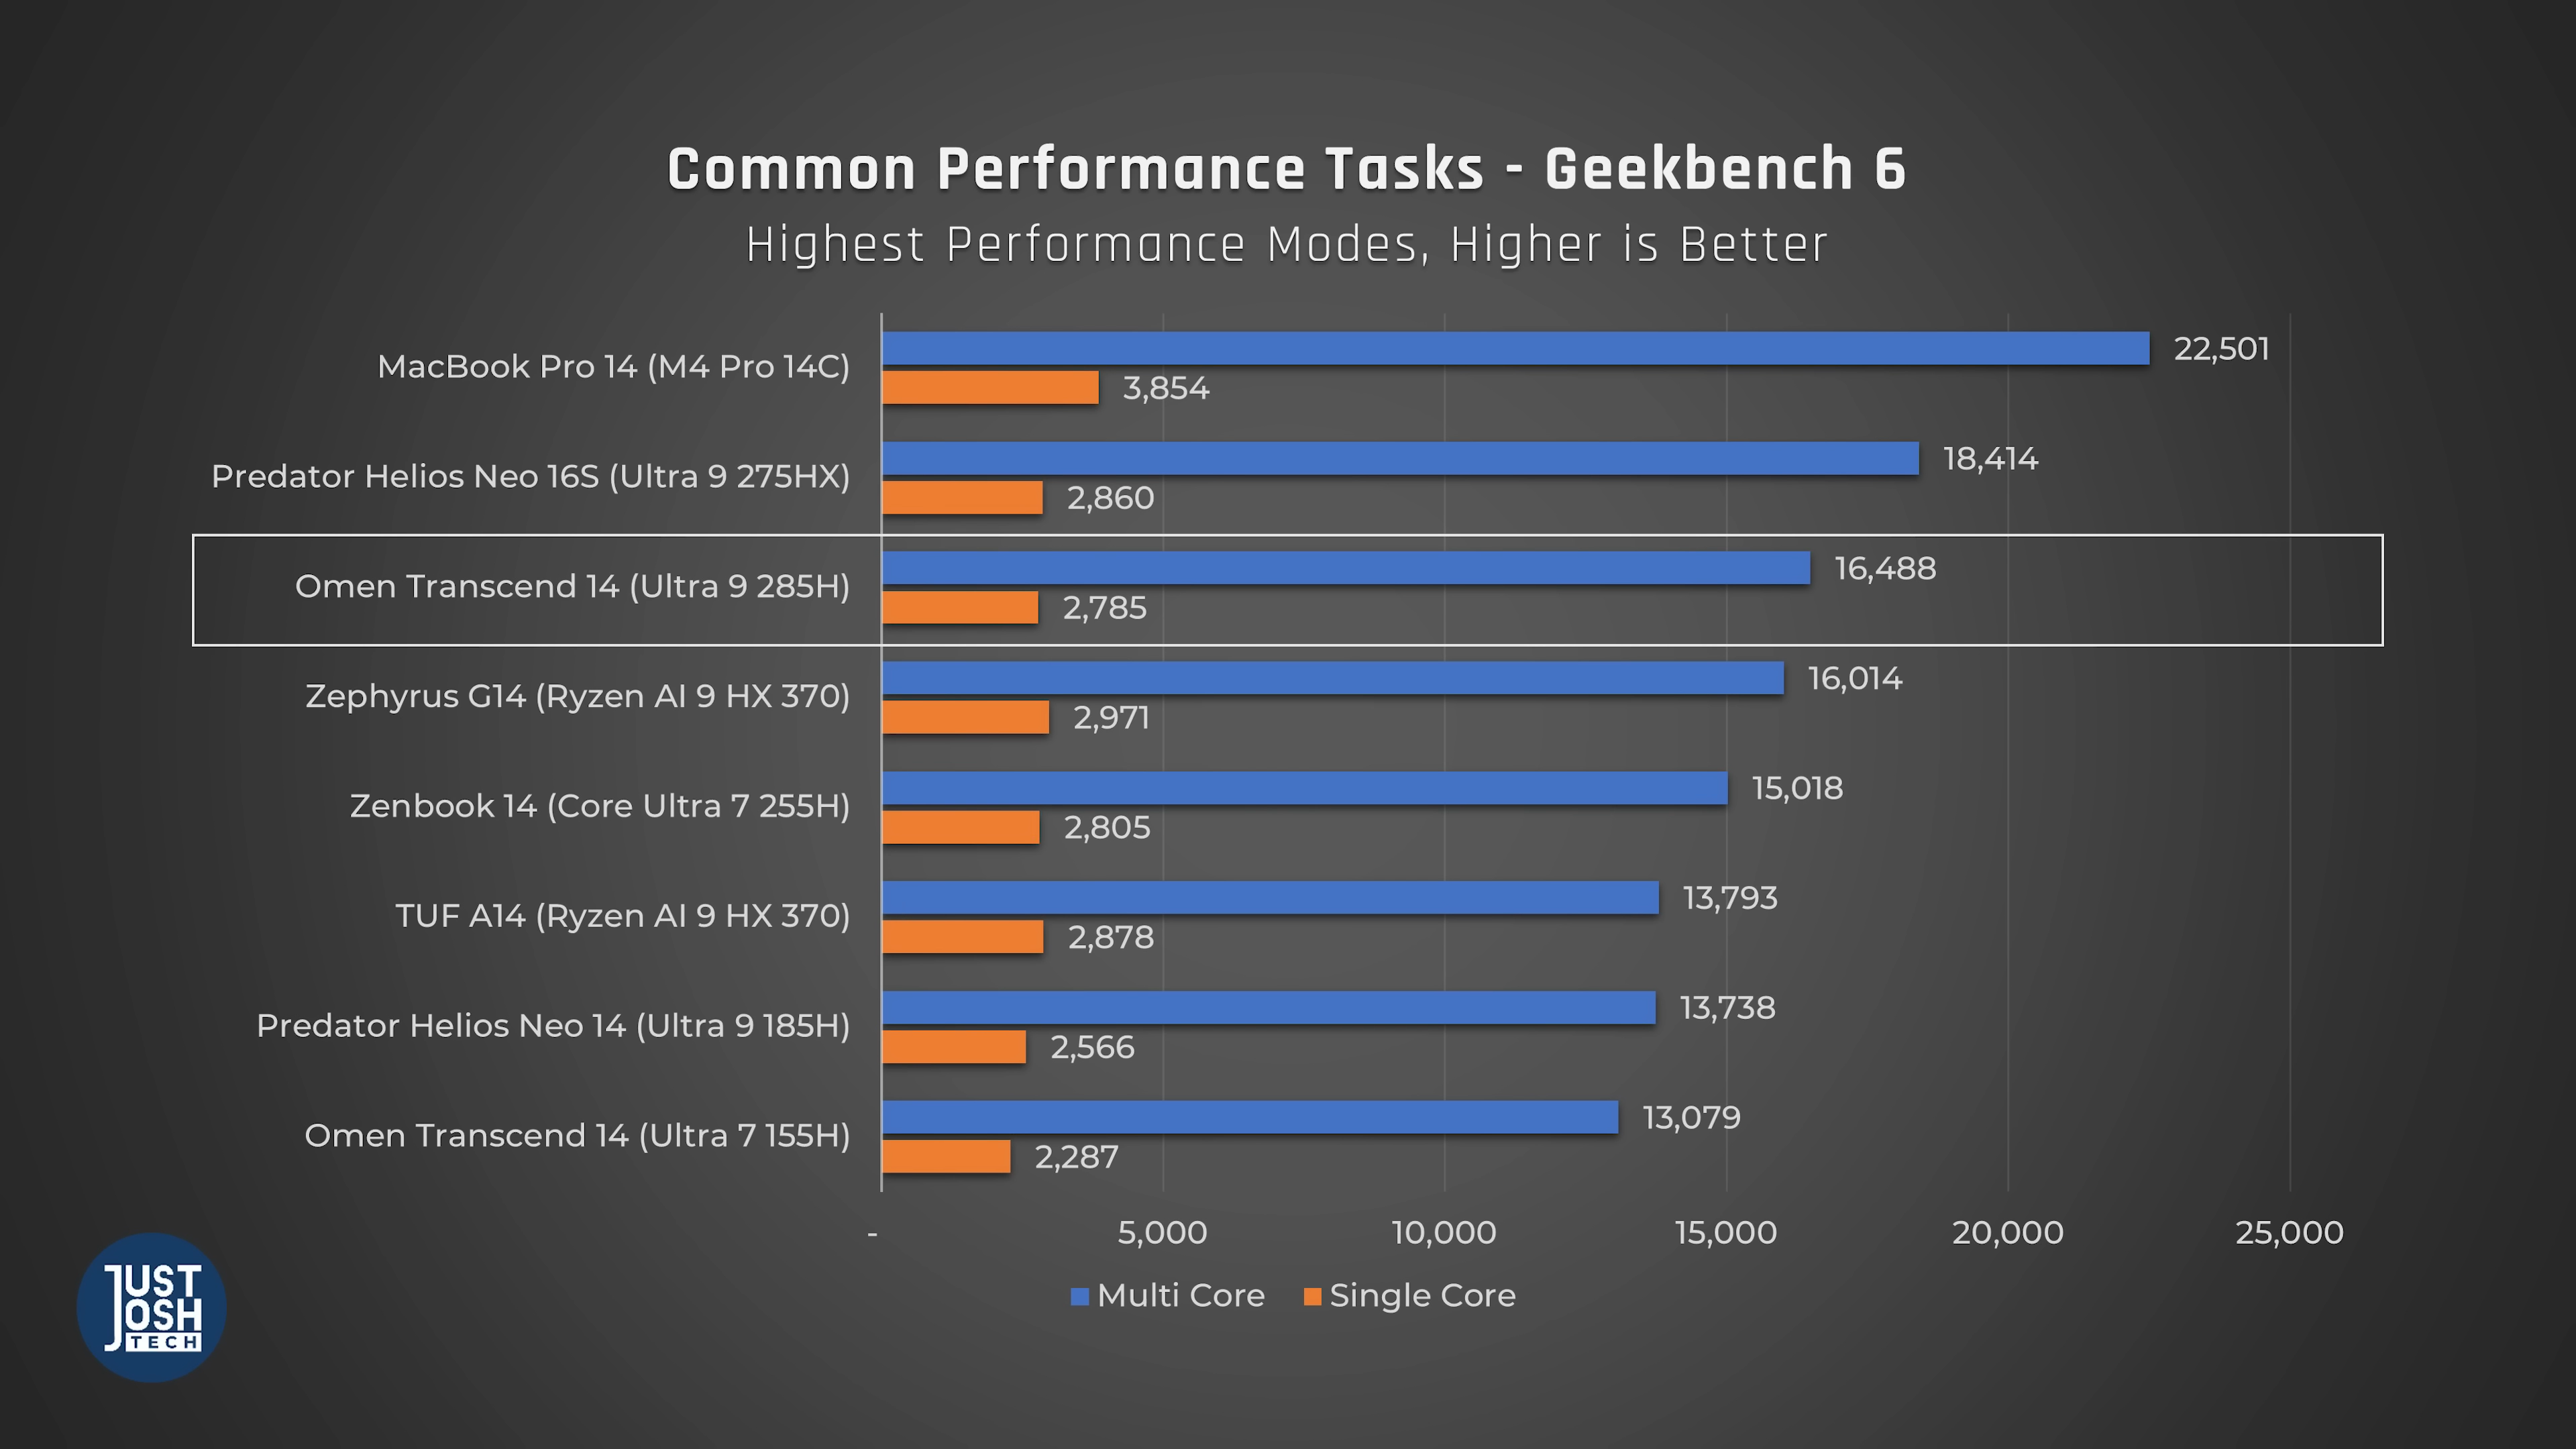 Common Performance Tasks - Geekbench 6
Highest Performance Modes, Higher is Better
MacBook Pro 14 (M4 Pro 14C)
22,501
3,854
Predator Helios Neo 16S (Ultra 9 275HX)
18,414
2,860
Omen Transcend 14 (Ultra 9 285H)
16,488
2,785
Zephyrus G14 (Ryzen AI 9 HX 370)
16,014
2,971
Zenbook 14 (Core Ultra 7 255H)
15,018
2,805
TUF A14 (Ryzen AI 9 HX 370)
13,793
2,878
Predator Helios Neo 14 (Ultra 9 185H)
13,738
2,566
Omen Transcend 14 (Ultra 7 155H)
13,079
2,287
- 5,000 10,000 15,000 20,000 25,000
Multi Core Single Core
JUST
JOSH
TECH